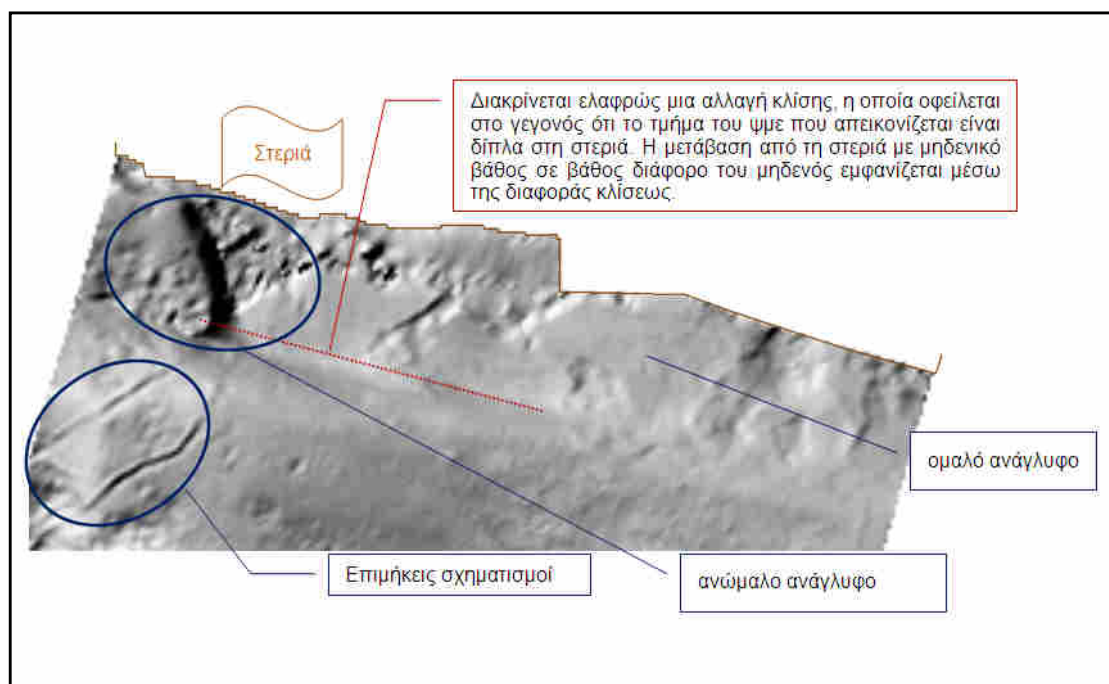 Διακρίνεται ελαφρώς μια αλλαγή κλίσης, η οποία οφείλεται
στο γεγονός ότι το τμήμα του ψμε που απεικονίζεται είναι
δίπλα στη στεριά. Η μετάβαση από τη στεριά με μηδενικό
βάθος σε βάθος διάφορο του μηδενός εμφανίζεται μέσω
της διαφοράς κλίσεως.
Στεριά
ομαλό ανάγλυφο
Επιμήκεις σχηματισμοί
ανώμαλο ανάγλυφο